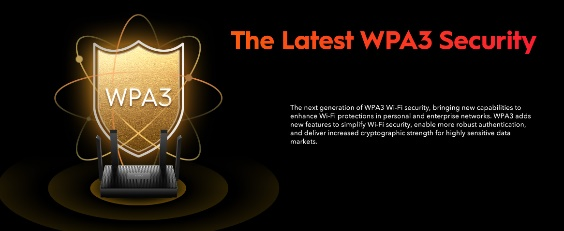 The Latest WPA3 Security
WPA3
The next generation of WPA3 Wi-Fi security, bringing new capabilities to
enhance Wi-Fi protections in personal and enterprise networks. WPA3 adds
new features to simplify Wi-Fi security, enable more robust authentication,
and deliver increased cryptographic strength for highly sensitive data
markets.